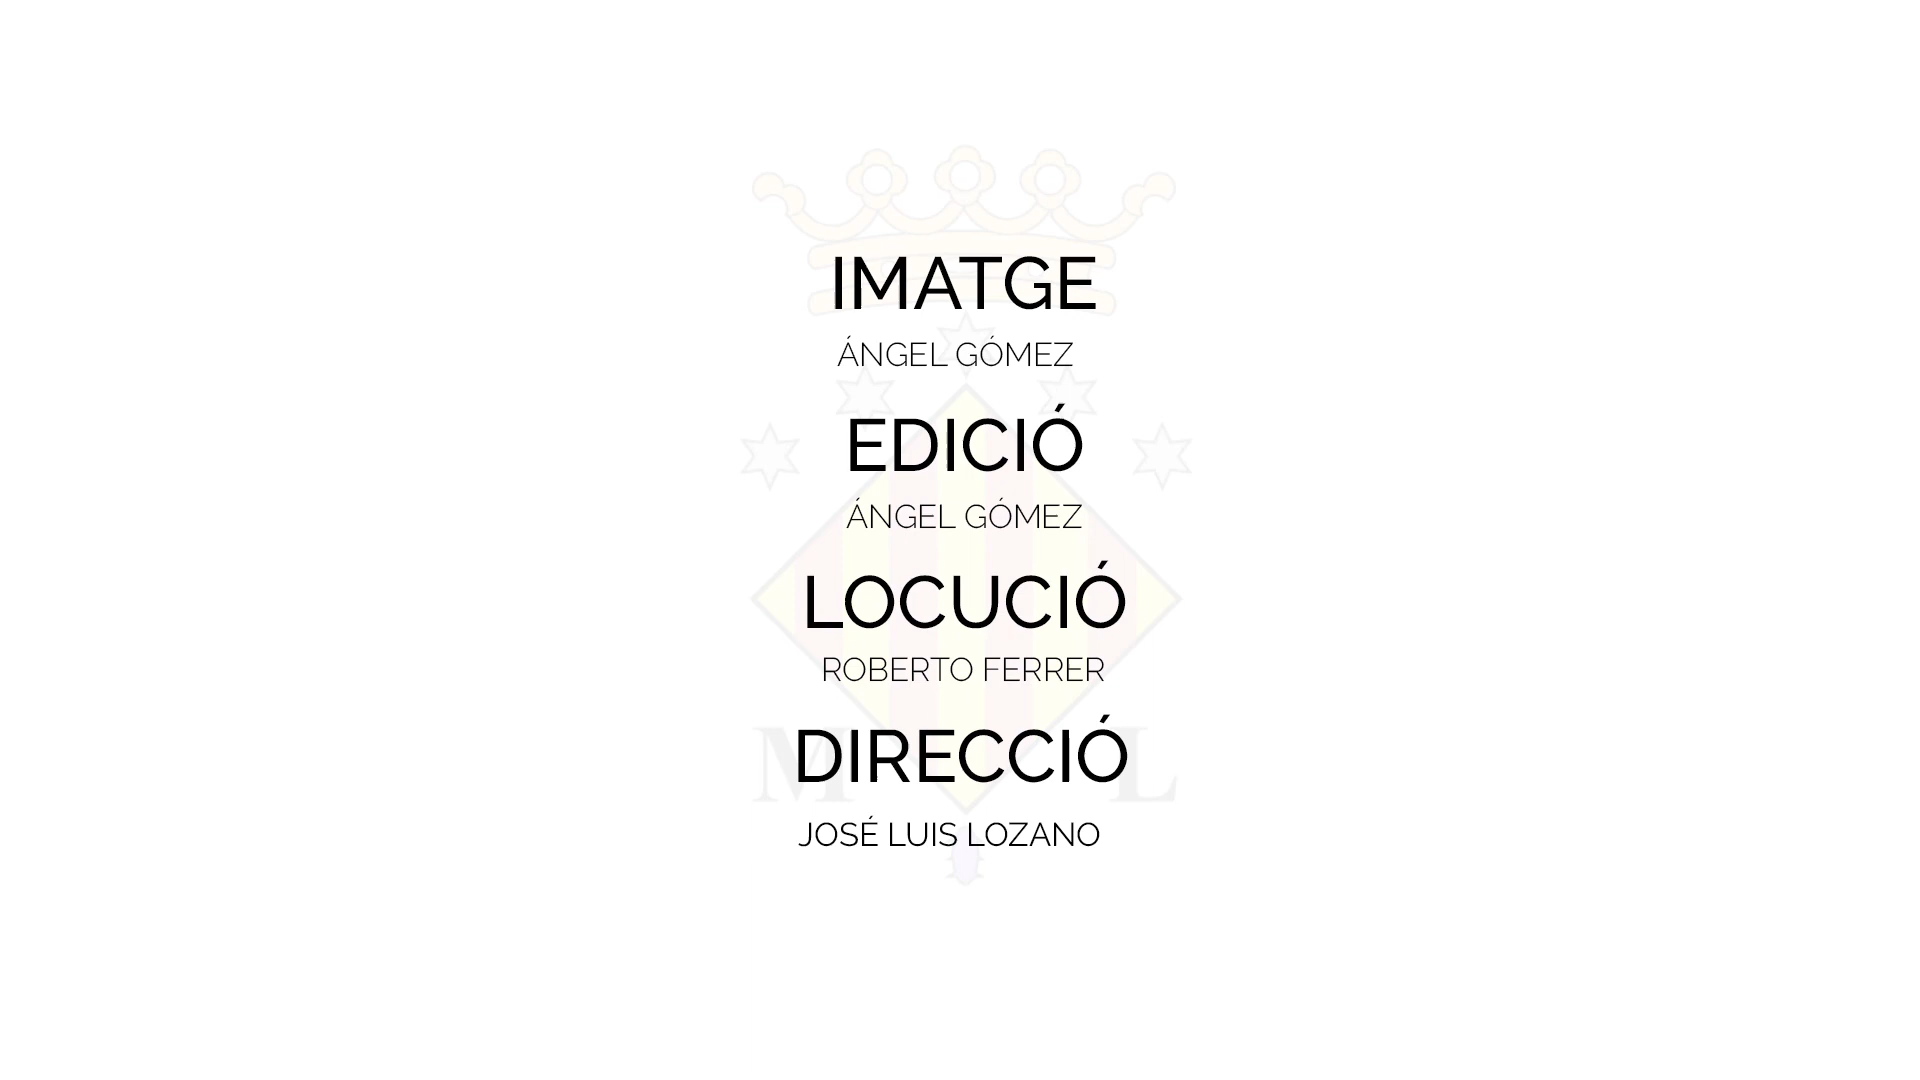 IMATGE
ÁNGEL GÓMEZ
EDICIÓ
ÁNGEL GÓMEZ
LOCUCIÓ
ROBERTO FERRER
M L
DIRECCIÓ
JOSÉ LUIS LOZANO